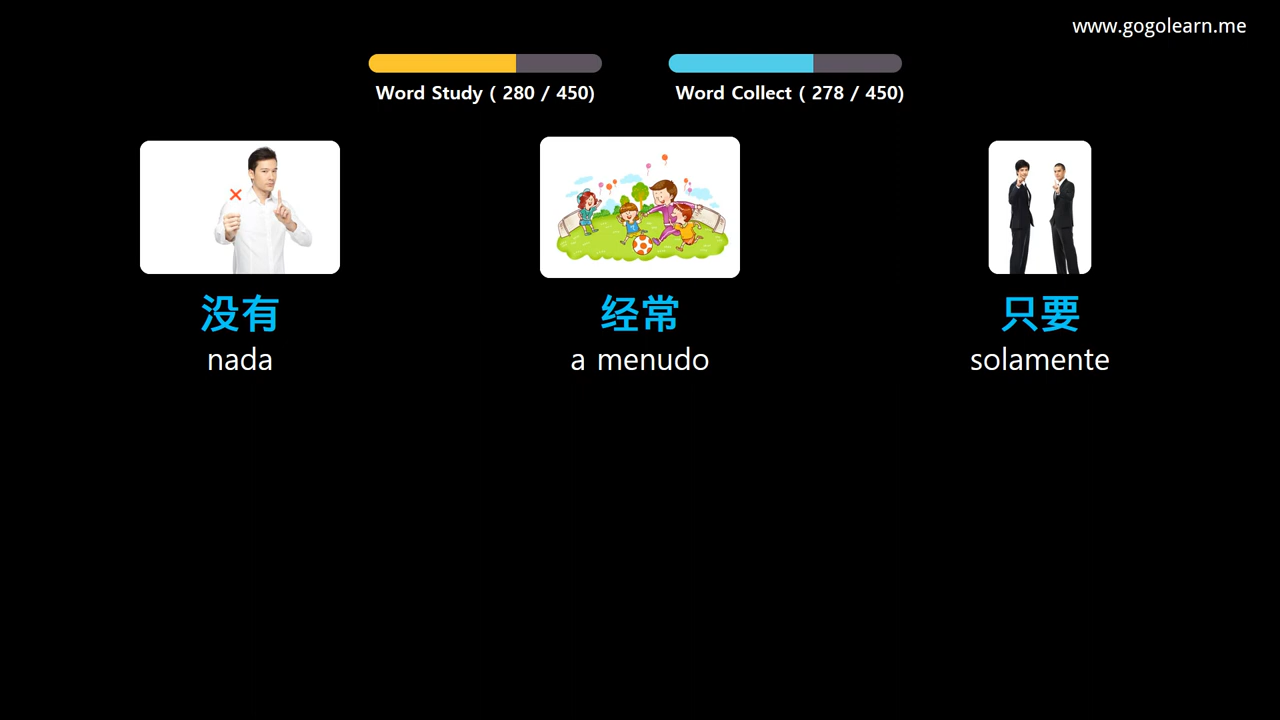 www.gogolearn.me
Word Study ( 280 / 450)
Word Collect ( 278 / 450)
没有
经常
只要
nada
a menudo
solamente